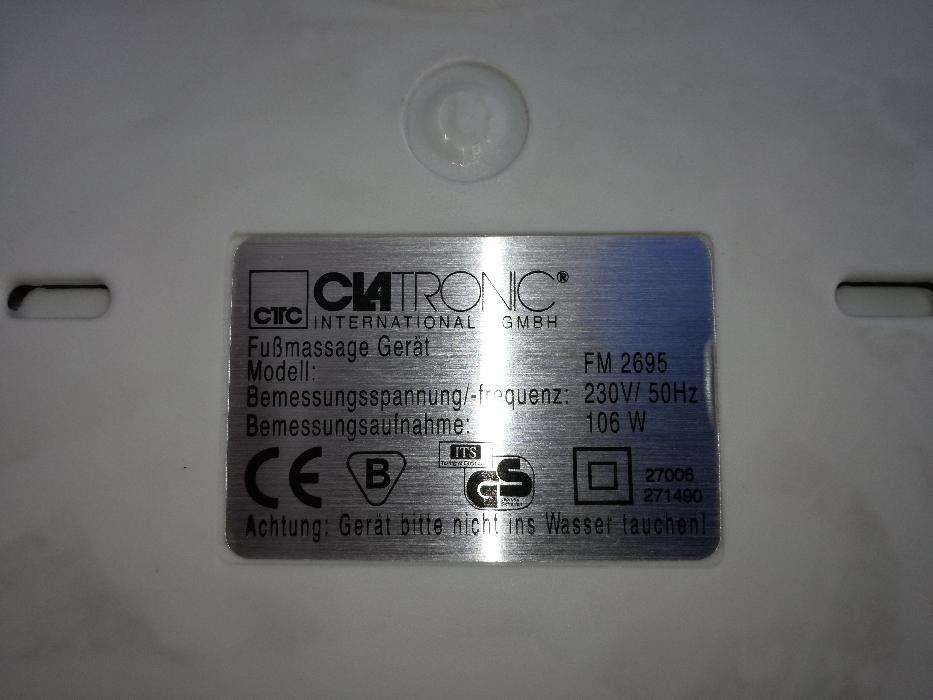 CTC CLATRONIC®
INTERNATIONAL GMBH
Fußmassage Gerät
Modell: FM 2695
Bemessungsspannung/-frequenz: 230V/ 50Hz
Bemessungsaufnahme: 106 W
CE B ITS GS 27006
271490
Achtung: Gerät bitte nicht ins Wasser tauchen!